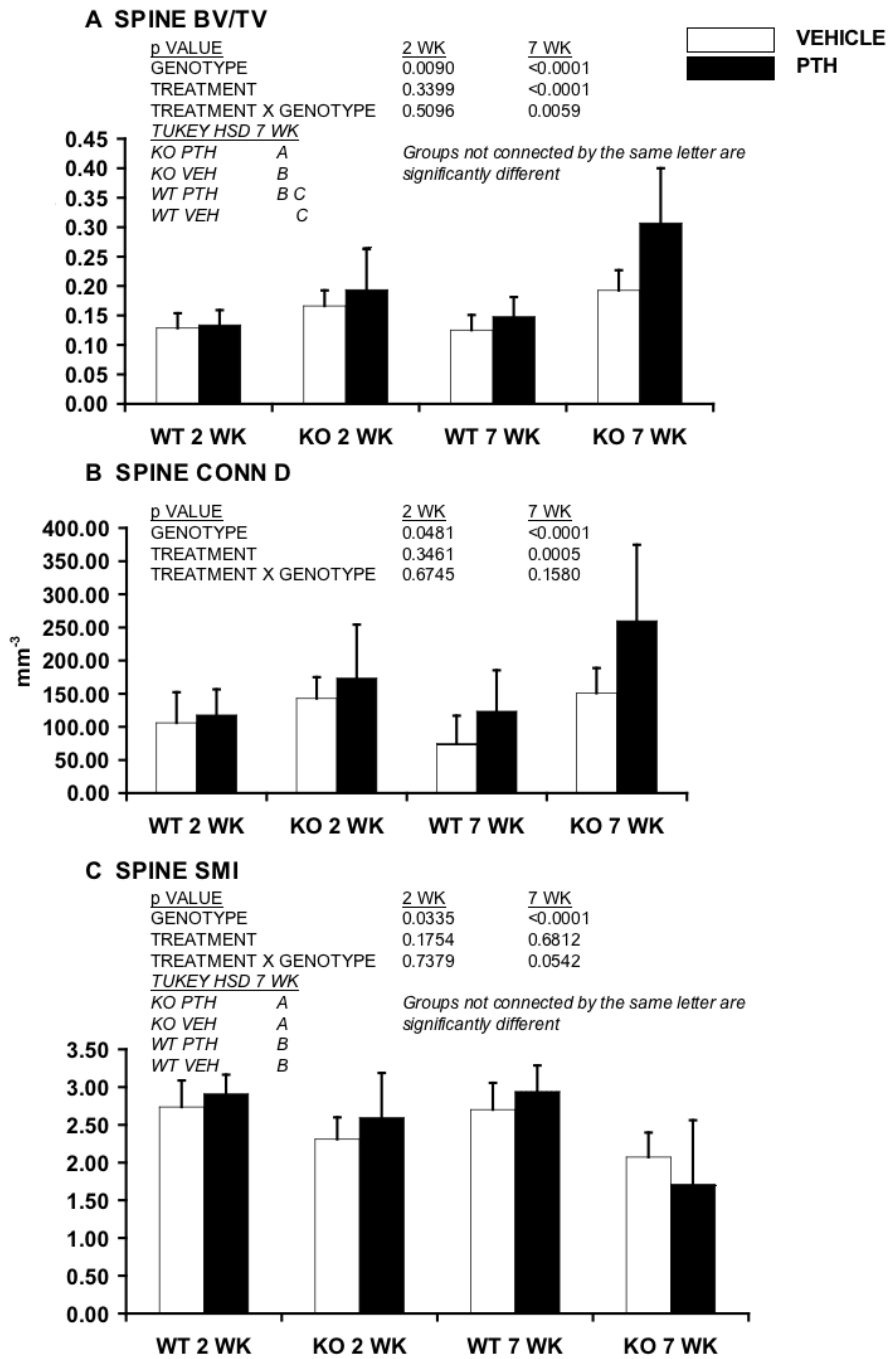 A SPINE BV/TV
VEHICLE
PTH
p VALUE 2 WK 7 WK
GENOTYPE 0.0090 <0.0001
TREATMENT 0.3399 <0.0001
TREATMENT X GENOTYPE 0.5096 0.0059
TUKEY HSD 7 WK
KO PTH A Groups not connected by the same letter are
KO VEH B significantly different
WT PTH B C
WT VEH C
0.45
0.40
0.35
0.30
0.25
0.20
0.15
0.10
0.05
0.00
WT 2 WK KO 2 WK WT 7 WK KO 7 WK
B SPINE CONN D
p VALUE 2 WK 7 WK
GENOTYPE 0.0481 <0.0001
TREATMENT 0.3461 0.0005
TREATMENT X GENOTYPE 0.6745 0.1580
400.00
350.00
300.00
250.00
200.00
150.00
100.00
50.00
0.00
mm-3
WT 2 WK KO 2 WK WT 7 WK KO 7 WK
C SPINE SMI
p VALUE 2 WK 7 WK
GENOTYPE 0.0335 <0.0001
TREATMENT 0.1754 0.6812
TREATMENT X GENOTYPE 0.7379 0.0542
TUKEY HSD 7 WK
KO PTH A Groups not connected by the same letter are
KO VEH A significantly different
WT PTH B
WT VEH B
3.50
3.00
2.50
2.00
1.50
1.00
0.50
0.00
WT 2 WK KO 2 WK WT 7 WK KO 7 WK